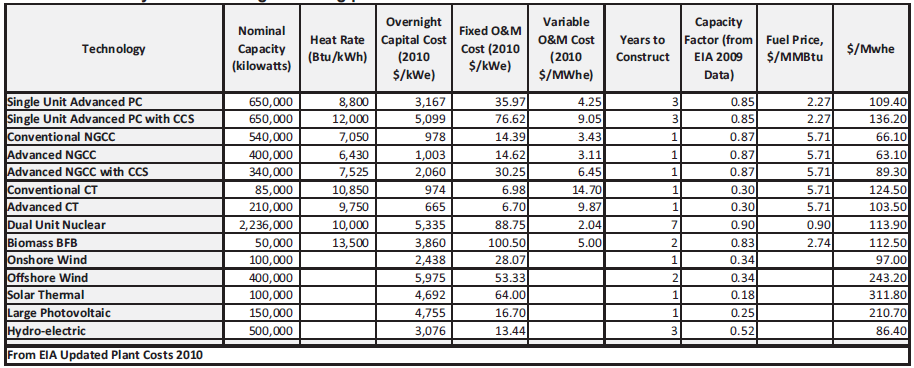 Technology Nominal Capacity (kilowatts) Heat Rate (Btu/kWh) Overnight Capital Cost (2010 $/kWe) Fixed O&M Cost (2010 $/kWe) Variable O&M Cost (2010 $/MWhe) Years to Construct Capacity Factor (from EIA 2009 Data) Fuel Price, $/MMBtu $/Mwhe
Single Unit Advanced PC 650,000 8,800 3,167 35.97 4.25 3 0.85 2.27 109.40
Single Unit Advanced PC with CCS 650,000 12,000 5,099 76.62 9.05 3 0.85 2.27 136.20
Conventional NGCC 540,000 7,050 978 14.39 3.43 1 0.87 5.71 66.10
Advanced NGCC 400,000 6,430 1,003 14.62 3.11 1 0.87 5.71 63.10
Advanced NGCC with CCS 340,000 7,525 2,060 30.25 6.45 1 0.87 5.71 89.30
Conventional CT 85,000 10,850 974 6.98 14.70 1 0.30 5.71 124.50
Advanced CT 210,000 9,750 665 6.70 9.87 1 0.30 5.71 103.50
Dual Unit Nuclear 2,236,000 10,000 5,335 88.75 2.04 7 0.90 0.90 113.90
Biomass BFB 50,000 13,500 3,860 100.50 5.00 2 0.83 2.74 112.50
Onshore Wind 100,000 2,438 28.07 1 0.34 97.00
Offshore Wind 400,000 5,975 53.33 2 0.34 243.20
Solar Thermal 100,000 4,692 64.00 1 0.18 311.80
Large Photovoltaic 150,000 4,755 16.70 1 0.25 210.70
Hydro-electric 500,000 3,076 13.44 3 0.52 86.40
From EIA Updated Plant Costs 2010